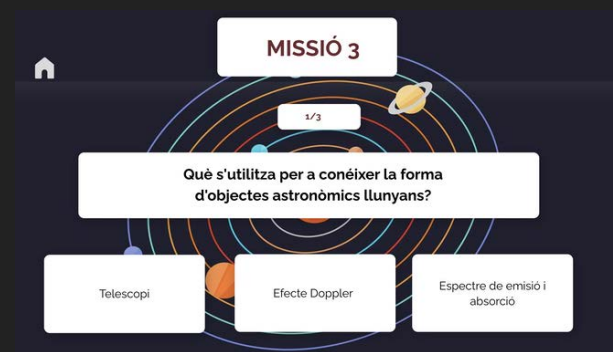 MISSIÓ 3
1/3
Què s'utilitza per a conéixer la forma
d'objectes astronòmics llunyans?
Telescopi
Efecte Doppler
Espectre de emisió i
absorció